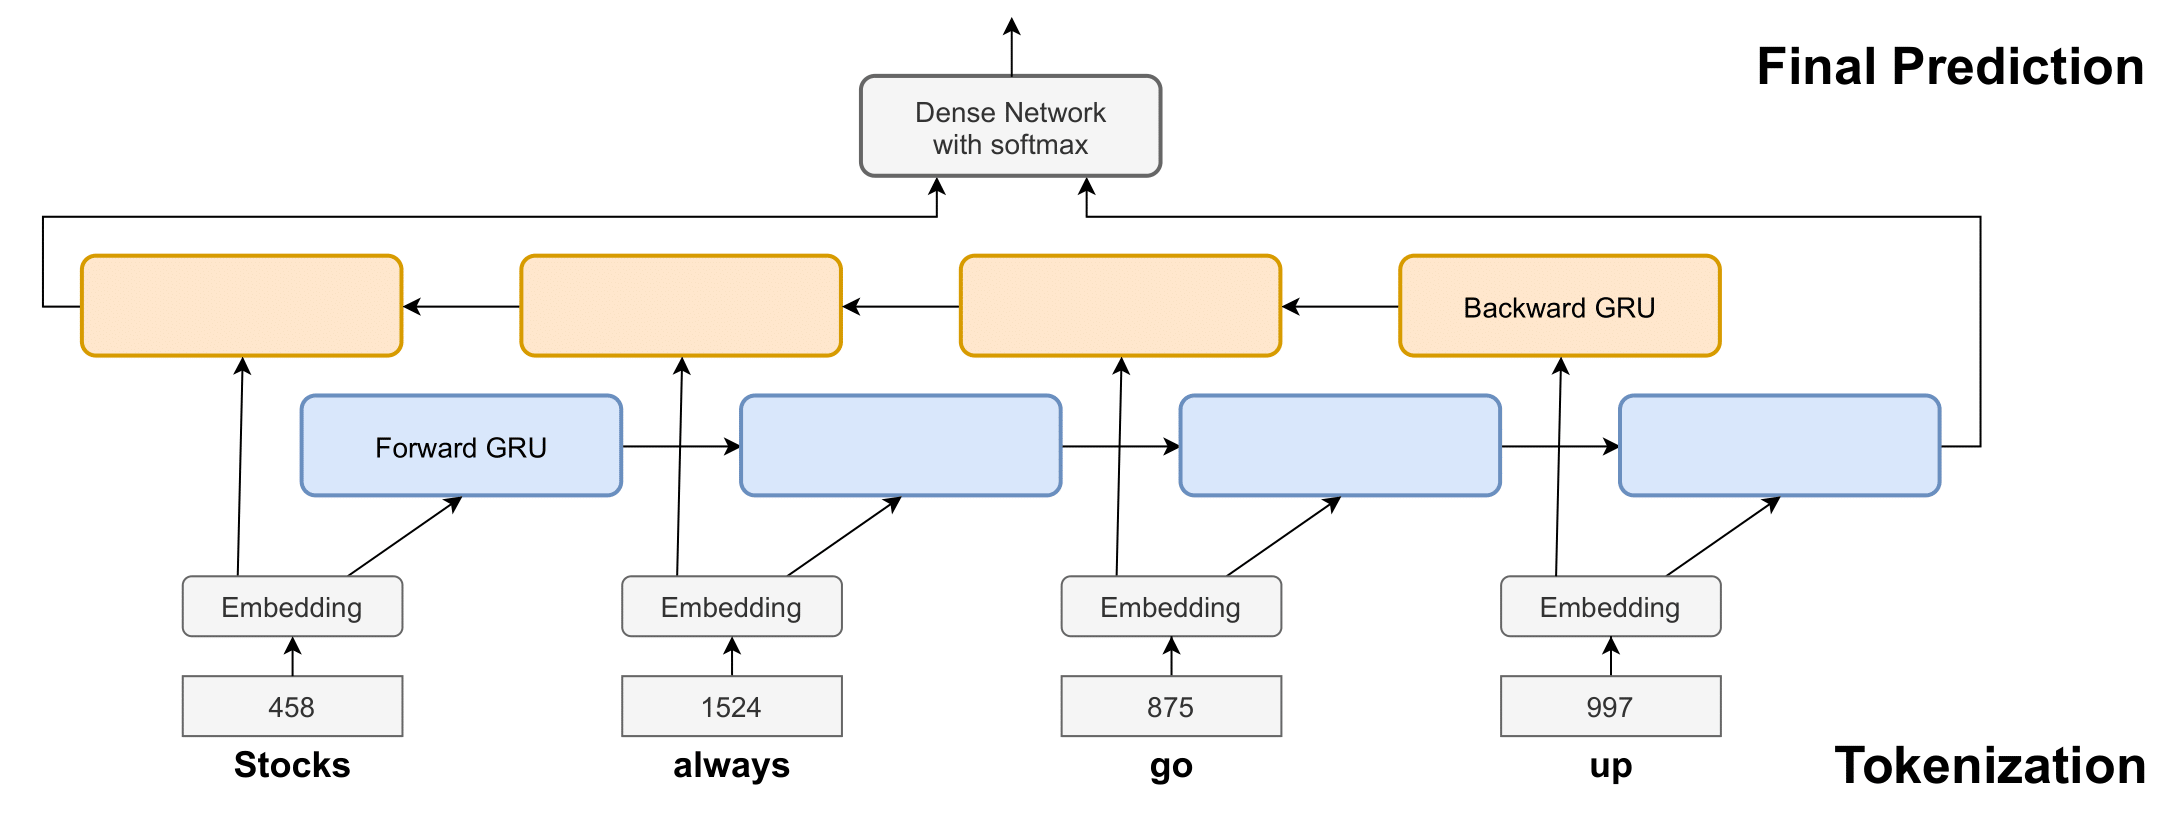 Final Prediction
Dense Network
with softmax
Backward GRU
Forward GRU
Embedding
Embedding
Embedding
Embedding
458
1524
875
997
Stocks
always
go
up
Tokenization